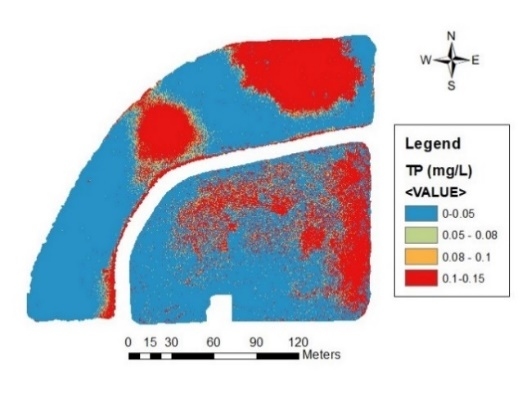 N
W E
S
Legend
TP (mg/L)
<VALUE>
0-0.05
0.05 - 0.08
0.08 - 0.1
0.1-0.15
0 15 30 60 90 120
Meters